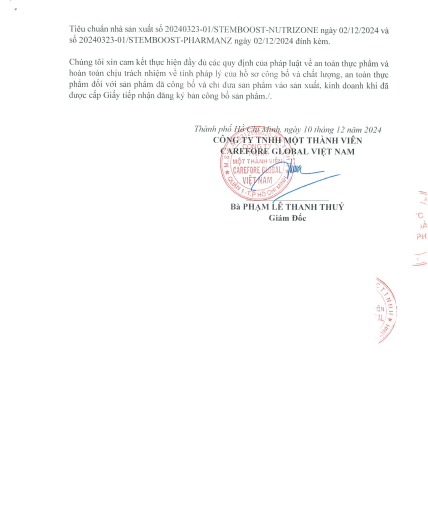 Tiêu chuẩn nhà sản xuất số 20240323-01/STEMBOOST-NUTRIZONE ngày 02/12/2024 và
số 20240323-01/STEMBOOST-PHARMANZ ngày 02/12/2024 đính kèm.
Chúng tôi xin cam kết thực hiện đầy đủ các quy định của pháp luật về an toàn thực phẩm và
hoàn toàn chịu trách nhiệm về tính pháp lý của hồ sơ công bố và chất lượng, an toàn thực
phẩm đối với sản phẩm đã công bố và chỉ đưa sản phẩm vào sản xuất, kinh doanh khi đã
được cấp Giấy tiếp nhận đăng ký bản công bố sản phẩm./.
Thành phố Hồ Chí Minh, ngày 10 tháng 12 năm 2024
CÔNG TY TNHH MỘT THÀNH VIÊN
CAREFORE GLOBAL VIỆT NAM
MỘT THÀNH VIÊN
CAREFORE GLOBAL
VIỆT NAM
QUẬN 1 - T.P HỒ CHÍ MINH
Bà PHẠM LÊ THANH THUỶ
Giám Đốc